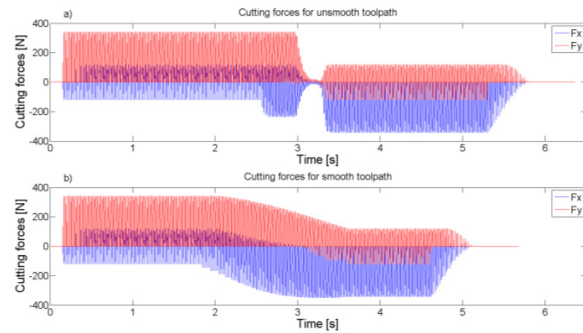 a)
Cutting forces for unsmooth toolpath
Cutting forces [N]
400
200
0
-200
-400
0
1
2
3
4
5
6
Time [s]
Fx
Fy
b)
Cutting forces for smooth toolpath
Cutting forces [N]
400
200
0
-200
-400
0
1
2
3
4
5
6
Time [s]
Fx
Fy